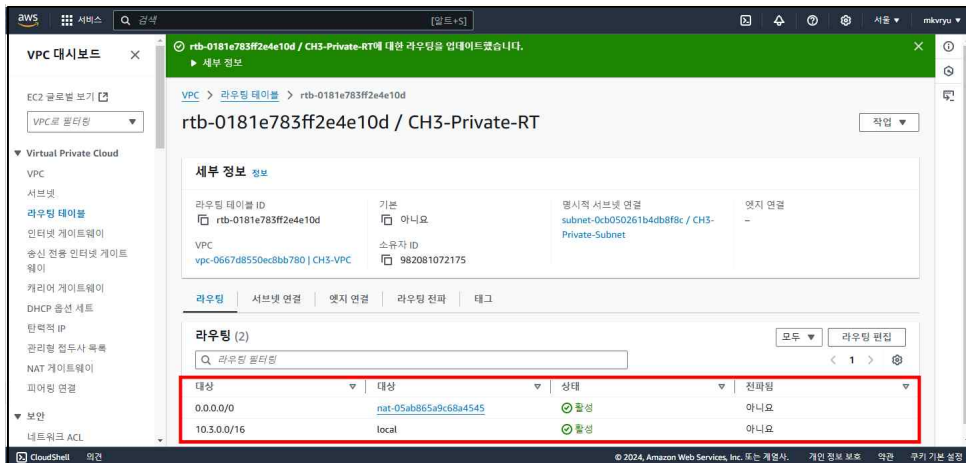 aws 서비스 검색 [알트+S] 서울 ▼ mkvryu ▼
VPC 대시보드
EC2 글로벌 보기
VPC로 필터링
Virtual Private Cloud
VPC
서브넷
라우팅 테이블
인터넷 게이트웨이
송신 전용 인터넷 게이트
웨이
캐리어 게이트웨이
DHCP 옵션 세트
탄력적 IP
관리형 접두사 목록
NAT 게이트웨이
피어링 연결
보안
네트워크 ACL
rtb-0181e783ff2e4e10d / CH3-Private-RT에 대한 라우팅을 업데이트했습니다.
▶ 세부 정보
VPC > 라우팅 테이블 > rtb-0181e783ff2e4e10d
rtb-0181e783ff2e4e10d / CH3-Private-RT
작업 ▼
세부 정보 정보
라우팅 테이블 ID
rtb-0181e783ff2e4e10d
기본
아니요
명시적 서브넷 연결
subnet-0cb050261b4db8f8c / CH3-
Private-Subnet
엣지 연결
–
VPC
vpc-0667d8550ec8bb780 | CH3-VPC
소유자 ID
982081072175
라우팅 서브넷 연결 엣지 연결 라우팅 전파 태그
라우팅 (2)
모두 ▼ 라우팅 편집
라우팅 필터링
< 1 >
대상 대상 상태 전파됨
0.0.0.0/0 nat-05ab865a9c68a4545 활성 아니요
10.3.0.0/16 local 활성 아니요
CloudShell 의견 © 2024, Amazon Web Services, Inc. 또는 계열사. 개인 정보 보호 약관 쿠키 기본 설정